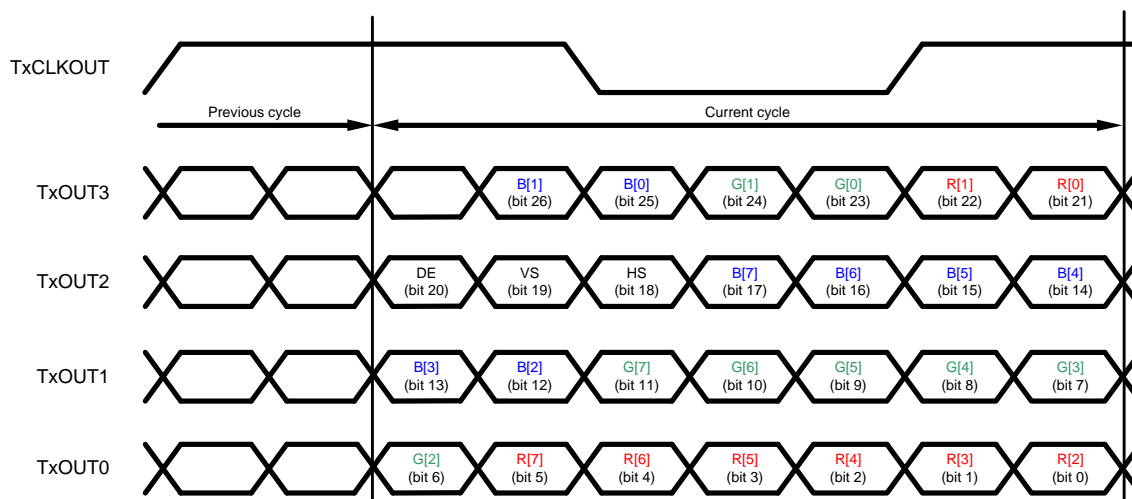 TxCLKOUT
Previous cycle
Current cycle
TxOUT3
B[1]
(bit 26)
B[0]
(bit 25)
G[1]
(bit 24)
G[0]
(bit 23)
R[1]
(bit 22)
R[0]
(bit 21)
TxOUT2
DE
(bit 20)
VS
(bit 19)
HS
(bit 18)
B[7]
(bit 17)
B[6]
(bit 16)
B[5]
(bit 15)
B[4]
(bit 14)
TxOUT1
B[3]
(bit 13)
B[2]
(bit 12)
G[7]
(bit 11)
G[6]
(bit 10)
G[5]
(bit 9)
G[4]
(bit 8)
G[3]
(bit 7)
TxOUT0
G[2]
(bit 6)
R[7]
(bit 5)
R[6]
(bit 4)
R[5]
(bit 3)
R[4]
(bit 2)
R[3]
(bit 1)
R[2]
(bit 0)